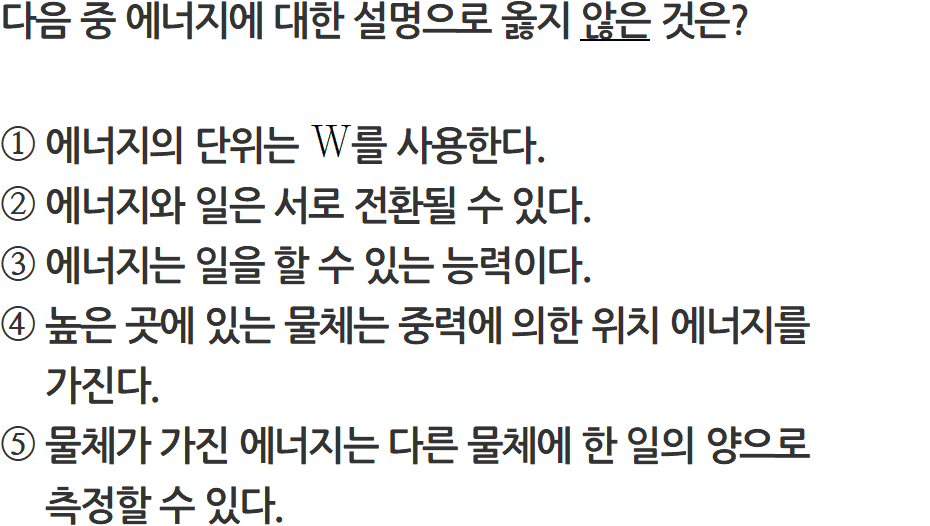 다음 중 에너지에 대한 설명으로 옳지 않은 것은?
① 에너지의 단위는 W를 사용한다.
② 에너지와 일은 서로 전환될 수 있다.
③ 에너지는 일을 할 수 있는 능력이다.
④ 높은 곳에 있는 물체는 중력에 의한 위치 에너지를
가진다.
⑤ 물체가 가진 에너지는 다른 물체에 한 일의 양으로
측정할 수 있다.